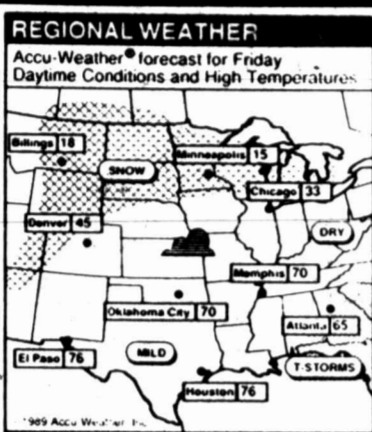 REGIONAL WEATHER
Accu-Weather® forecast for Friday
Daytime Conditions and High Temperatures
Billings 18
Minneapolis 15
SNOW
Chicago 33
Denver 45
DRY
Memphis 70
Oklahoma City 70
Atlanta 65
El Paso 76
MILD
T-STORMS
Houston 76
1989 Accu Weather, Inc